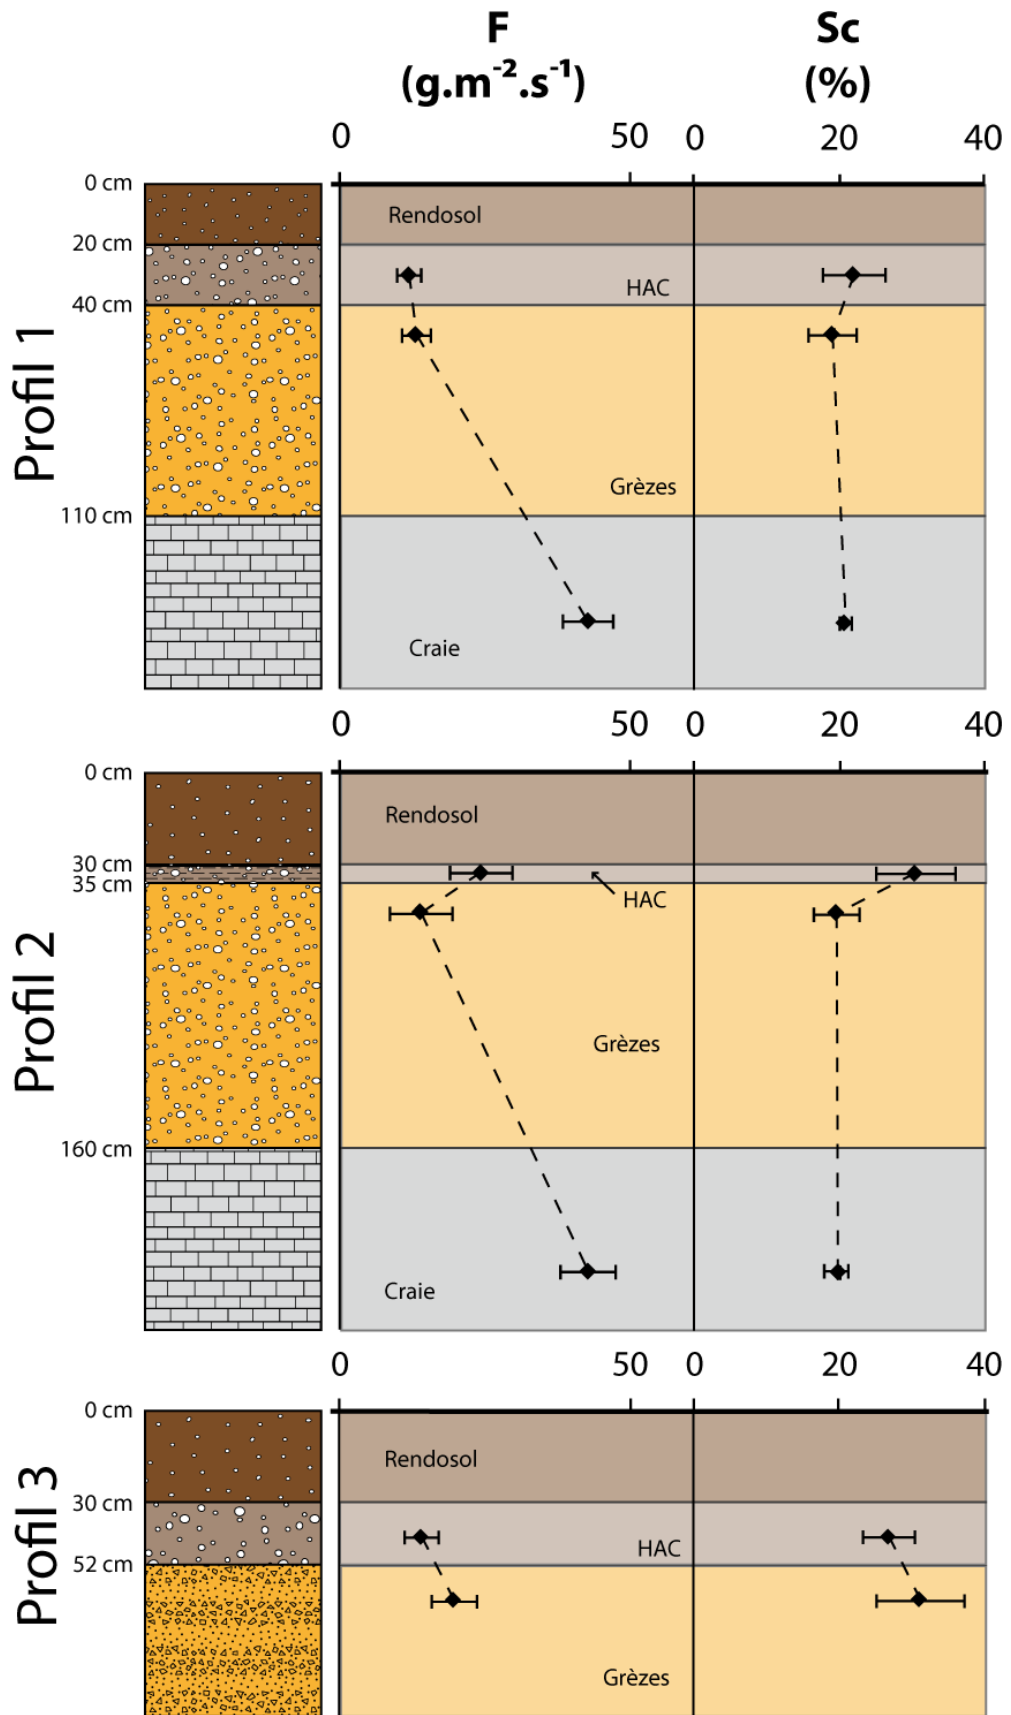 F
(g.m⁻².s⁻¹)
Sc
(%)
0 50 0 20 40
Profil 1
0 cm
20 cm
40 cm
110 cm
Rendosol
HAC
Grèzes
Craie
0 50 0 20 40
Profil 2
0 cm
30 cm
35 cm
160 cm
Rendosol
HAC
Grèzes
Craie
0 50 0 20 40
Profil 3
0 cm
30 cm
52 cm
Rendosol
HAC
Grèzes